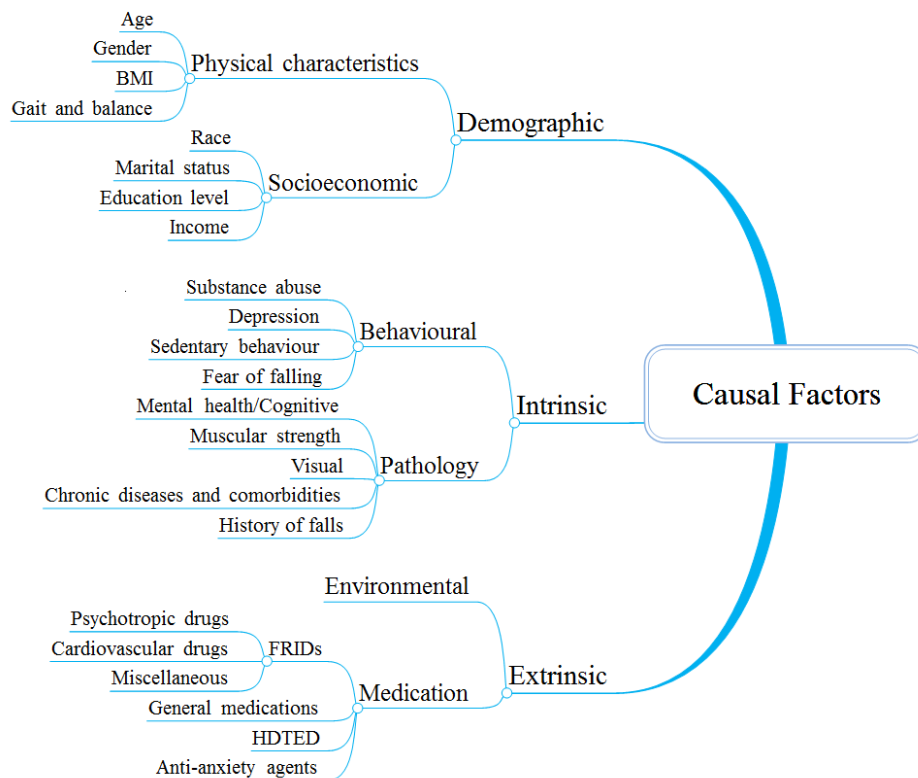 Age
Gender
BMI
Gait and balance
Physical characteristics
Race
Marital status
Education level
Income
Socioeconomic
Demographic
Substance abuse
Depression
Sedentary behaviour
Fear of falling
Behavioural
Mental health/Cognitive
Muscular strength
Visual
Chronic diseases and comorbidities
History of falls
Pathology
Intrinsic
Causal Factors
Environmental
Psychotropic drugs
Cardiovascular drugs
Miscellaneous
FRIDs
General medications
HDTED
Anti-anxiety agents
Medication
Extrinsic